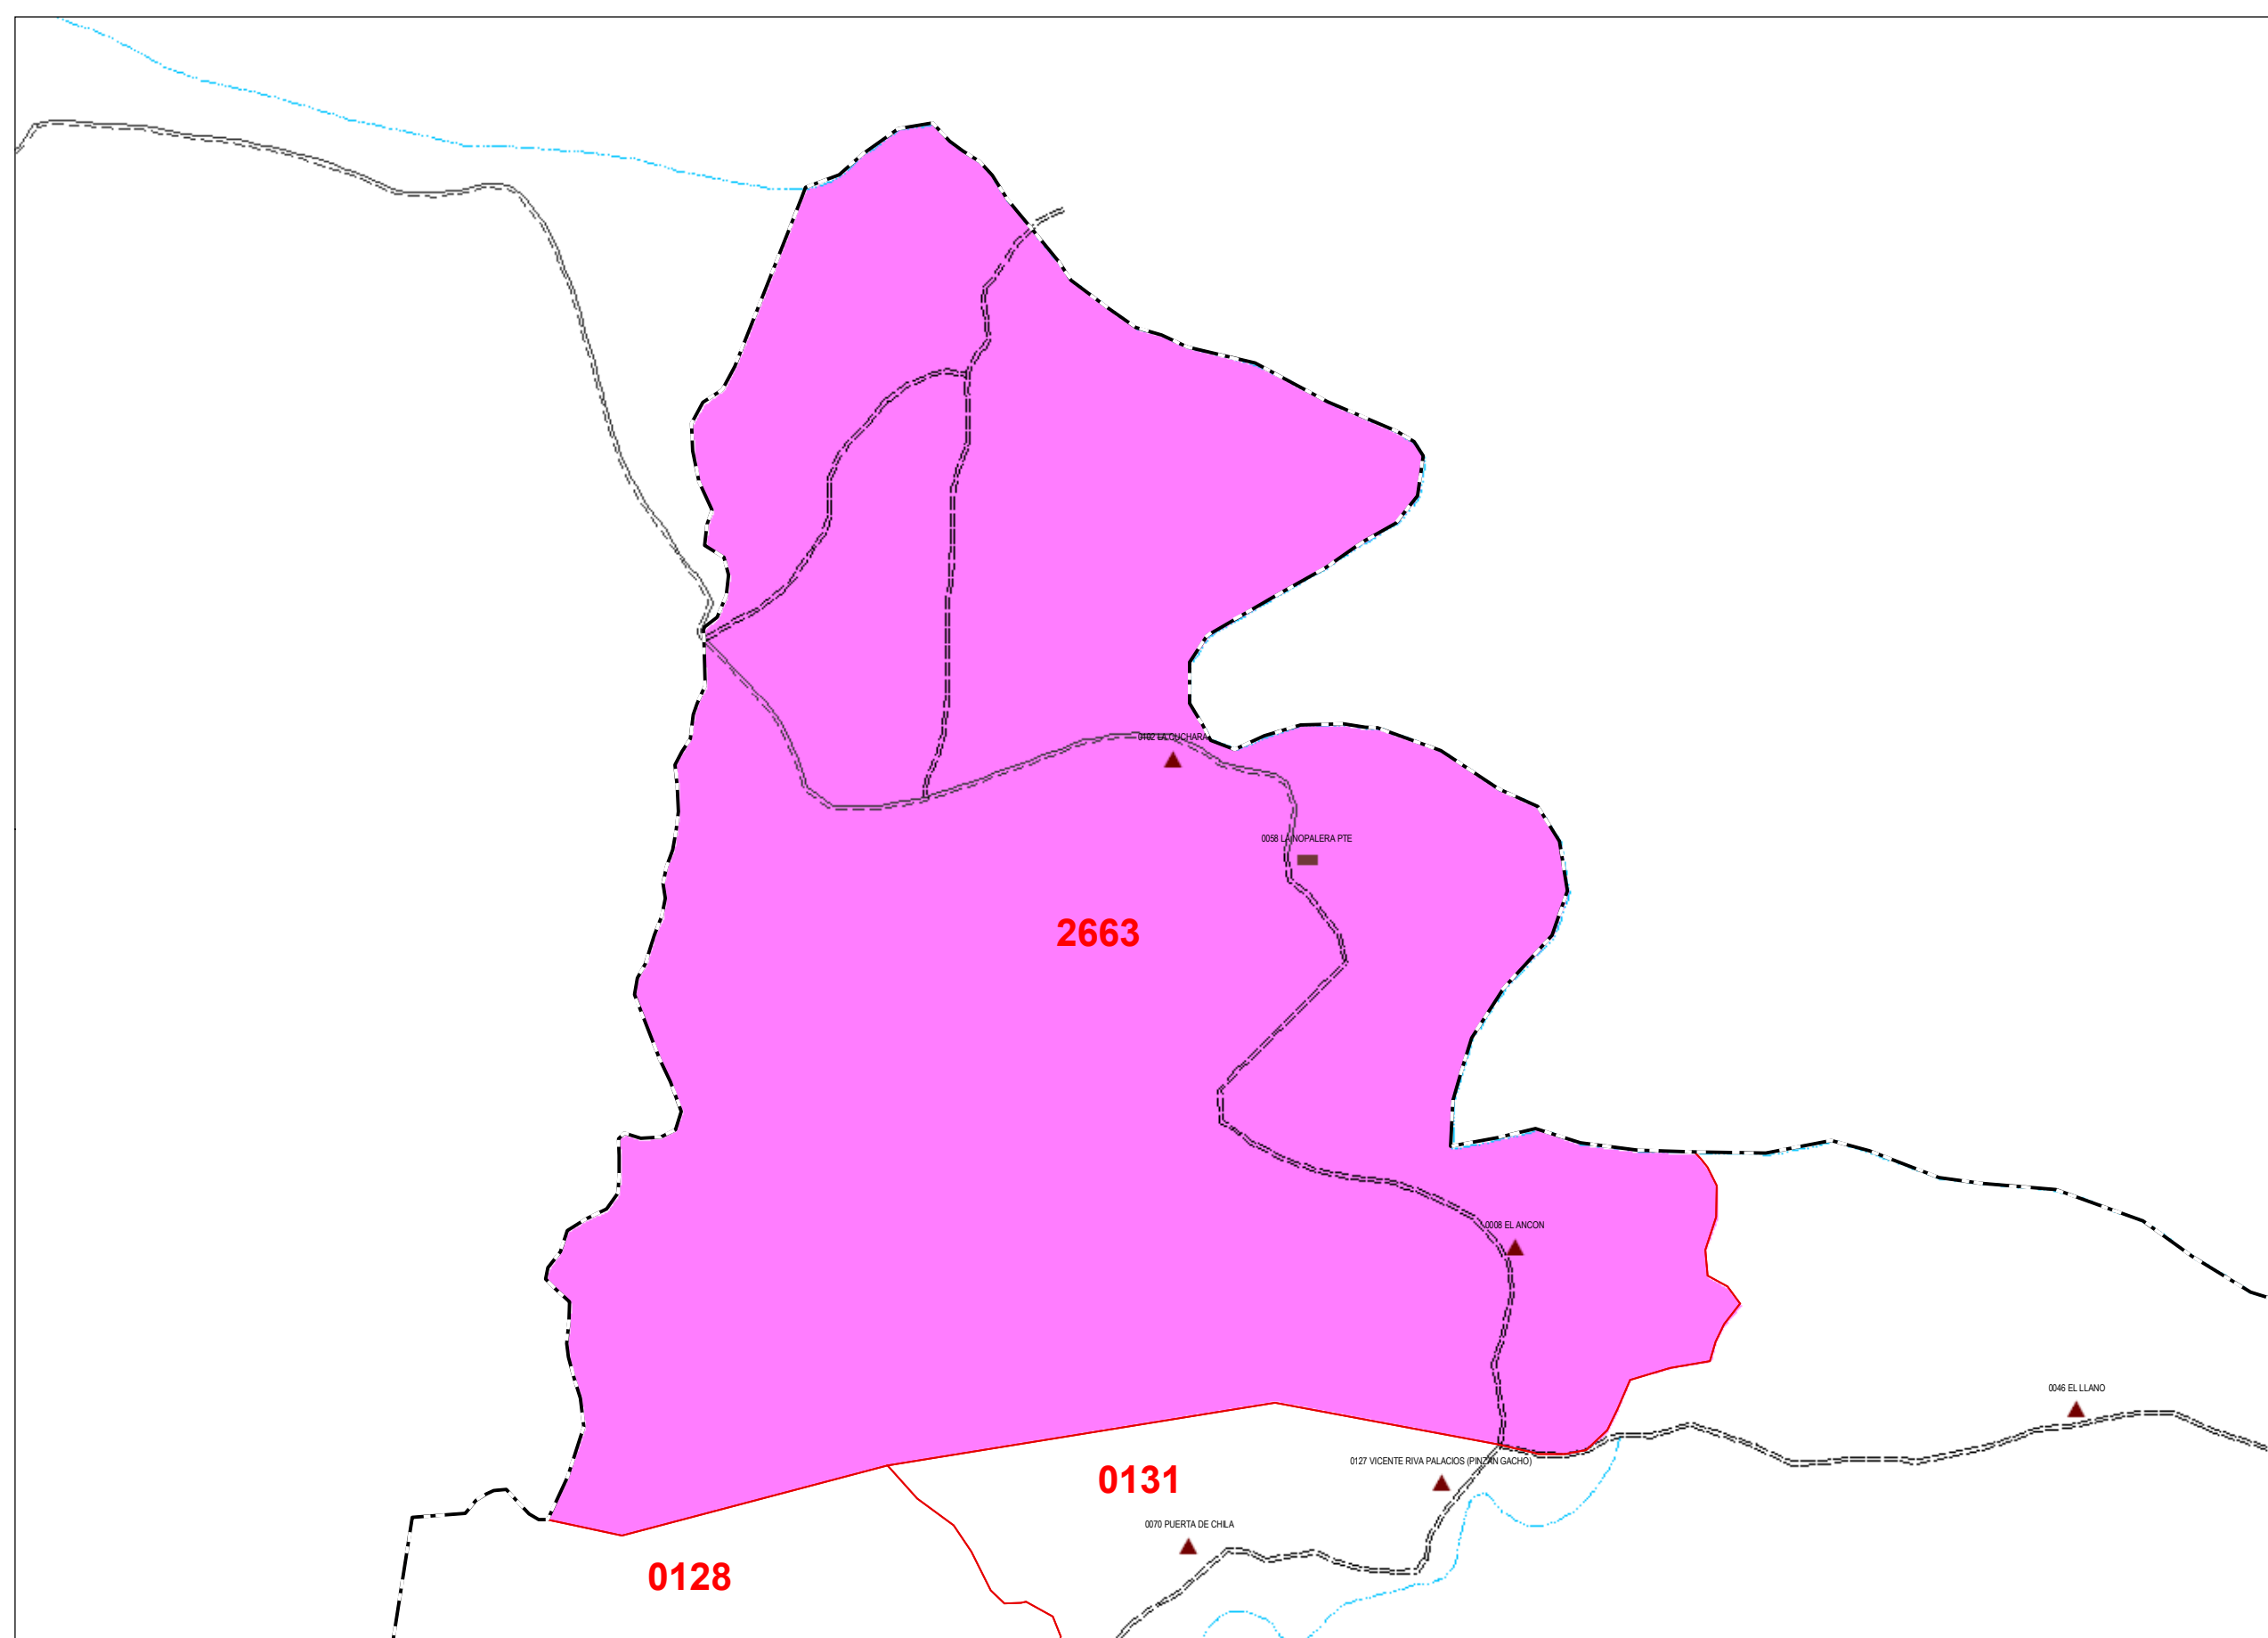 0102 LA CUCHARA
0058 LA NOPALERA PTE
2663
0008 EL ANCON
0046 EL LLANO
0127 VICENTE RIVA PALACIOS (PINZAN GACHO)
0131
0070 PUERTA DE CHILA
0128